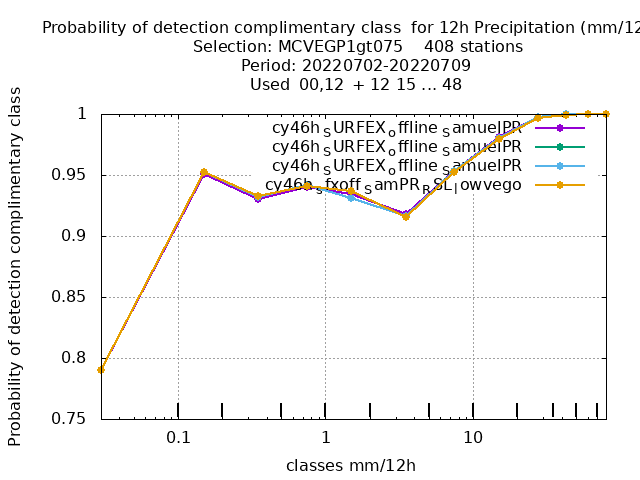 Probability of detection complimentary class  for 12h Precipitation (mm/12
Selection: MCVEGP1gt075    408 stations
Period: 20220702-20220709
Used  00,12  + 12 15 ... 48
Probability of detection complimentary class
1
0.95
0.9
0.85
0.8
0.75
cy46h_SURFEX_offline_SamuelPR
cy46h_SURFEX_offline_SamuelPR
cy46h_SURFEX_offline_SamuelPR
cy46h_sfxoff_SamPR_RSL_lowvego
0.1 1 10
classes mm/12h